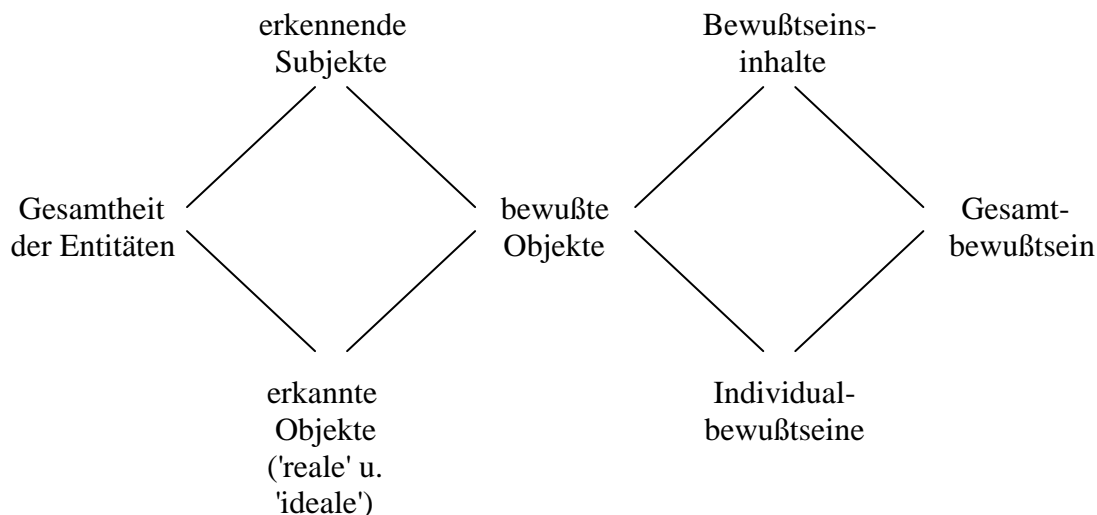 erkennende
Subjekte
Bewußtseins-
inhalte
Gesamtheit
der Entitäten
bewußte
Objekte
Gesamt-
bewußtsein
erkannte
Objekte
('reale' u.
'ideale')
Individual-
bewußtseine